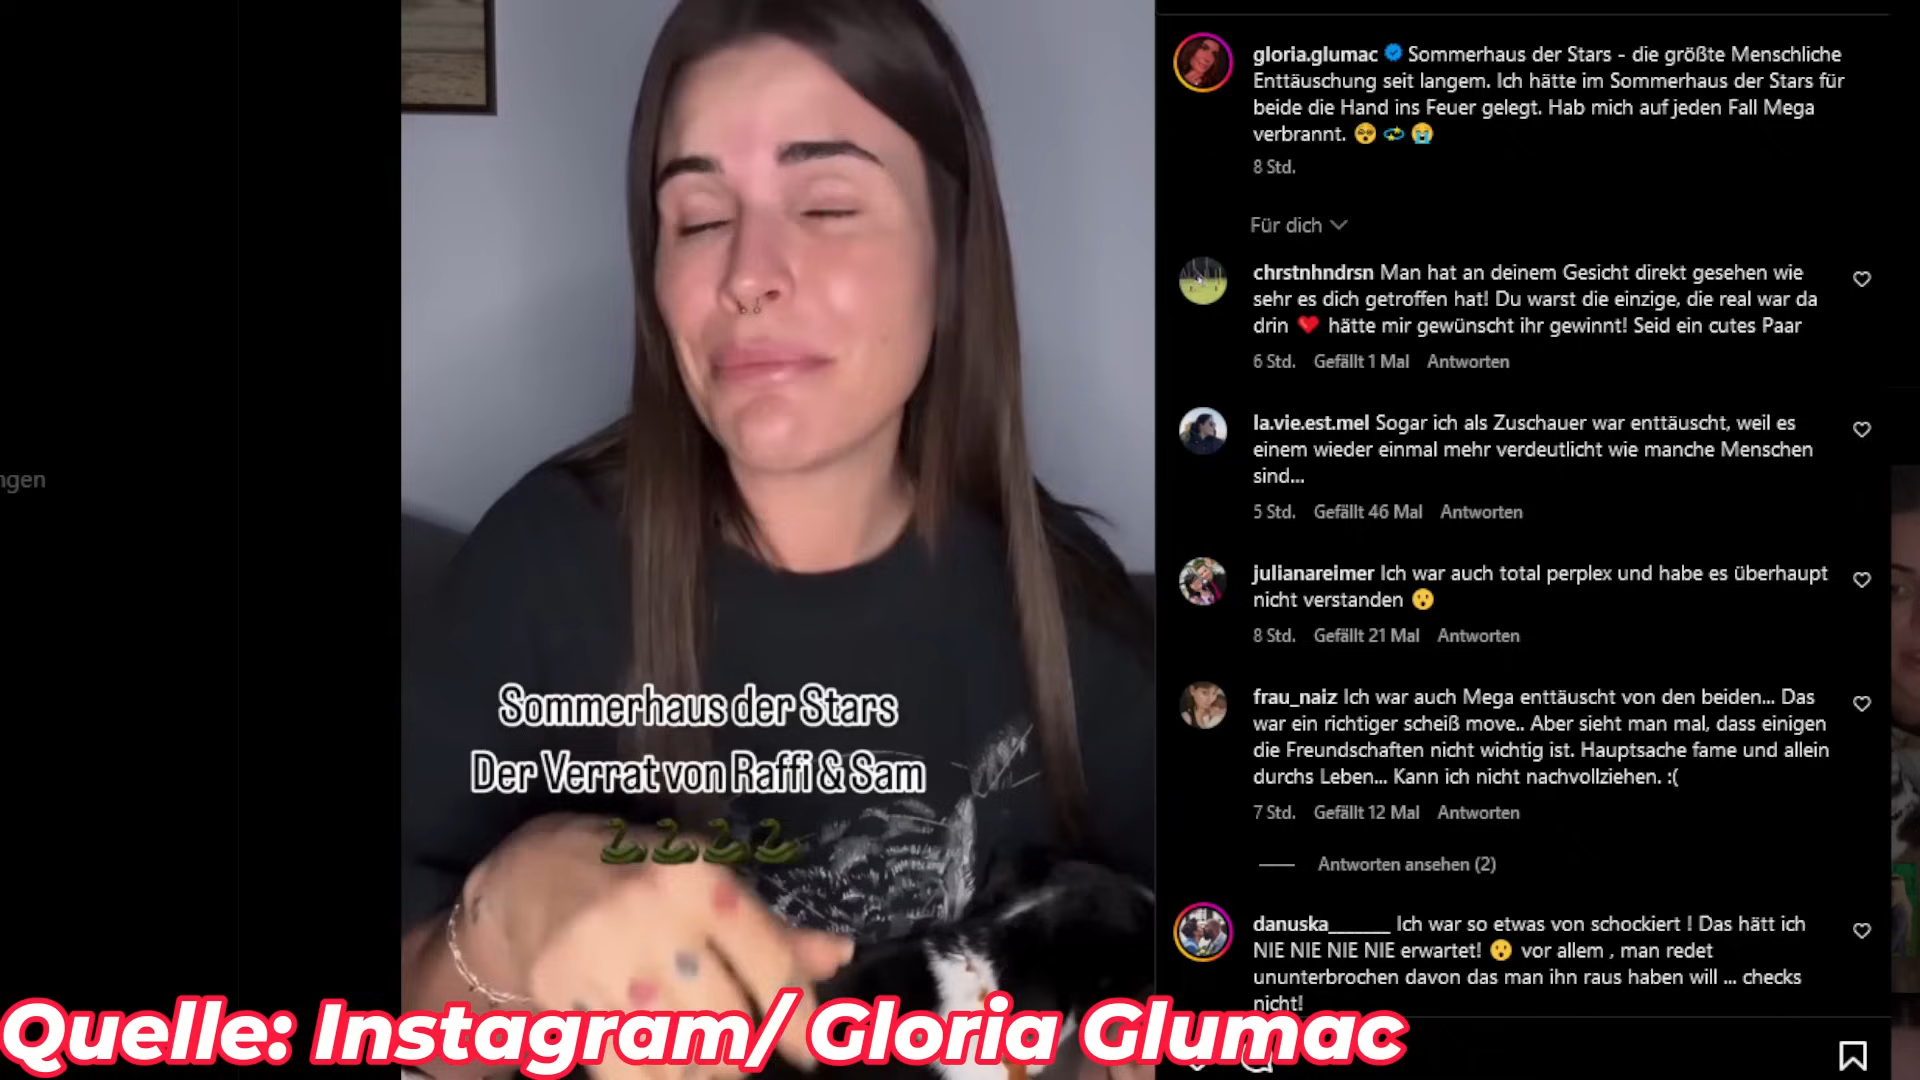 gloria.glumac Sommerhaus der Stars - die größte Menschliche
Enttäuschung seit langem. Ich hätte im Sommerhaus der Stars für
beide die Hand ins Feuer gelegt. Hab mich auf jeden Fall Mega
verbrannt. 😵‍💫 😭
8 Std.
Für dich
chrstnhndrsn Man hat an deinem Gesicht direkt gesehen wie
sehr es dich getroffen hat! Du warst die einzige, die real war da
drin ❤️ hätte mir gewünscht ihr gewinnt! Seid ein cutes Paar
6 Std. Gefällt 1 Mal Antworten
la.vie.est.mel Sogar ich als Zuschauer war enttäuscht, weil es
einem wieder einmal mehr verdeutlicht wie manche Menschen
sind...
5 Std. Gefällt 46 Mal Antworten
ngen
julianareimer Ich war auch total perplex und habe es überhaupt
nicht verstanden 😮
8 Std. Gefällt 21 Mal Antworten
Sommerhaus der Stars
Der Verrat von Raffi & Sam
🐍🐍🐍🐍
frau_naiz Ich war auch Mega enttäuscht von den beiden... Das
war ein richtiger scheiß move.. Aber sieht man mal, dass einigen
die Freundschaften nicht wichtig ist. Hauptsache fame und allein
durchs Leben... Kann ich nicht nachvollziehen. :(
7 Std. Gefällt 12 Mal Antworten
Antworten ansehen (2)
danuska_______ Ich war so etwas von schockiert ! Das hätt ich
NIE NIE NIE NIE erwartet! 😮 vor allem , man redet
ununterbrochen davon das man ihn raus haben will ... checks
nicht!
Quelle: Instagram/ Gloria Glumac